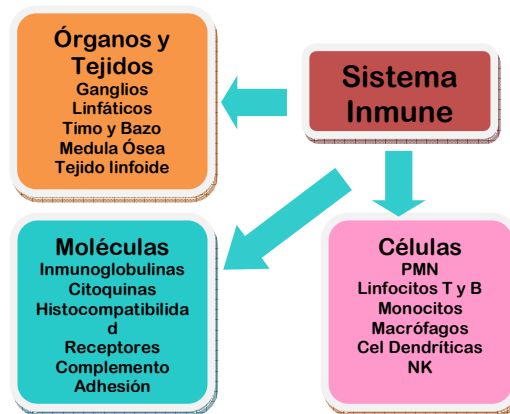 Órganos y
Tejidos
Ganglios
Linfáticos
Timo y Bazo
Medula Ósea
Tejido linfoide
Sistema
Inmune
Moléculas
Inmunoglobulinas
Citoquinas
Histocompatibilida
d
Receptores
Complemento
Adhesión
Células
PMN
Linfocitos T y B
Monocitos
Macrófagos
Cel Dendríticas
NK